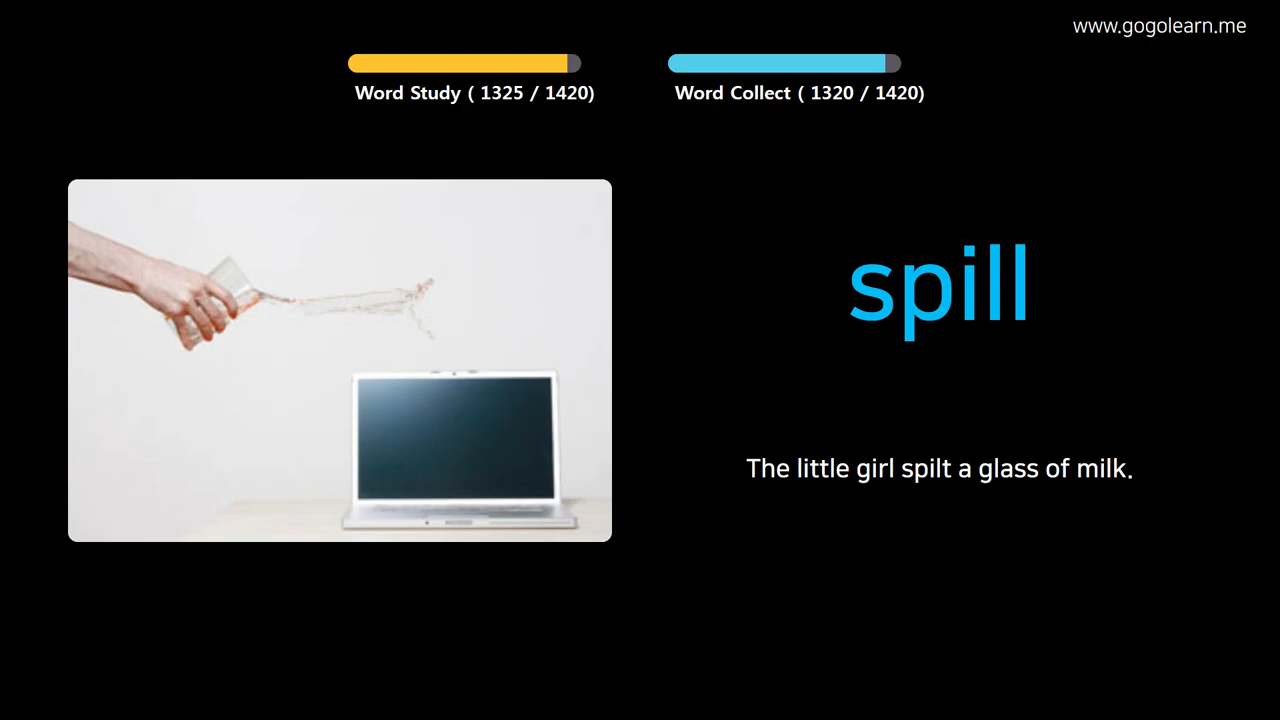 www.gogolearn.me
Word Study ( 1325 / 1420)
Word Collect ( 1320 / 1420)
spill
The little girl spilt a glass of milk.